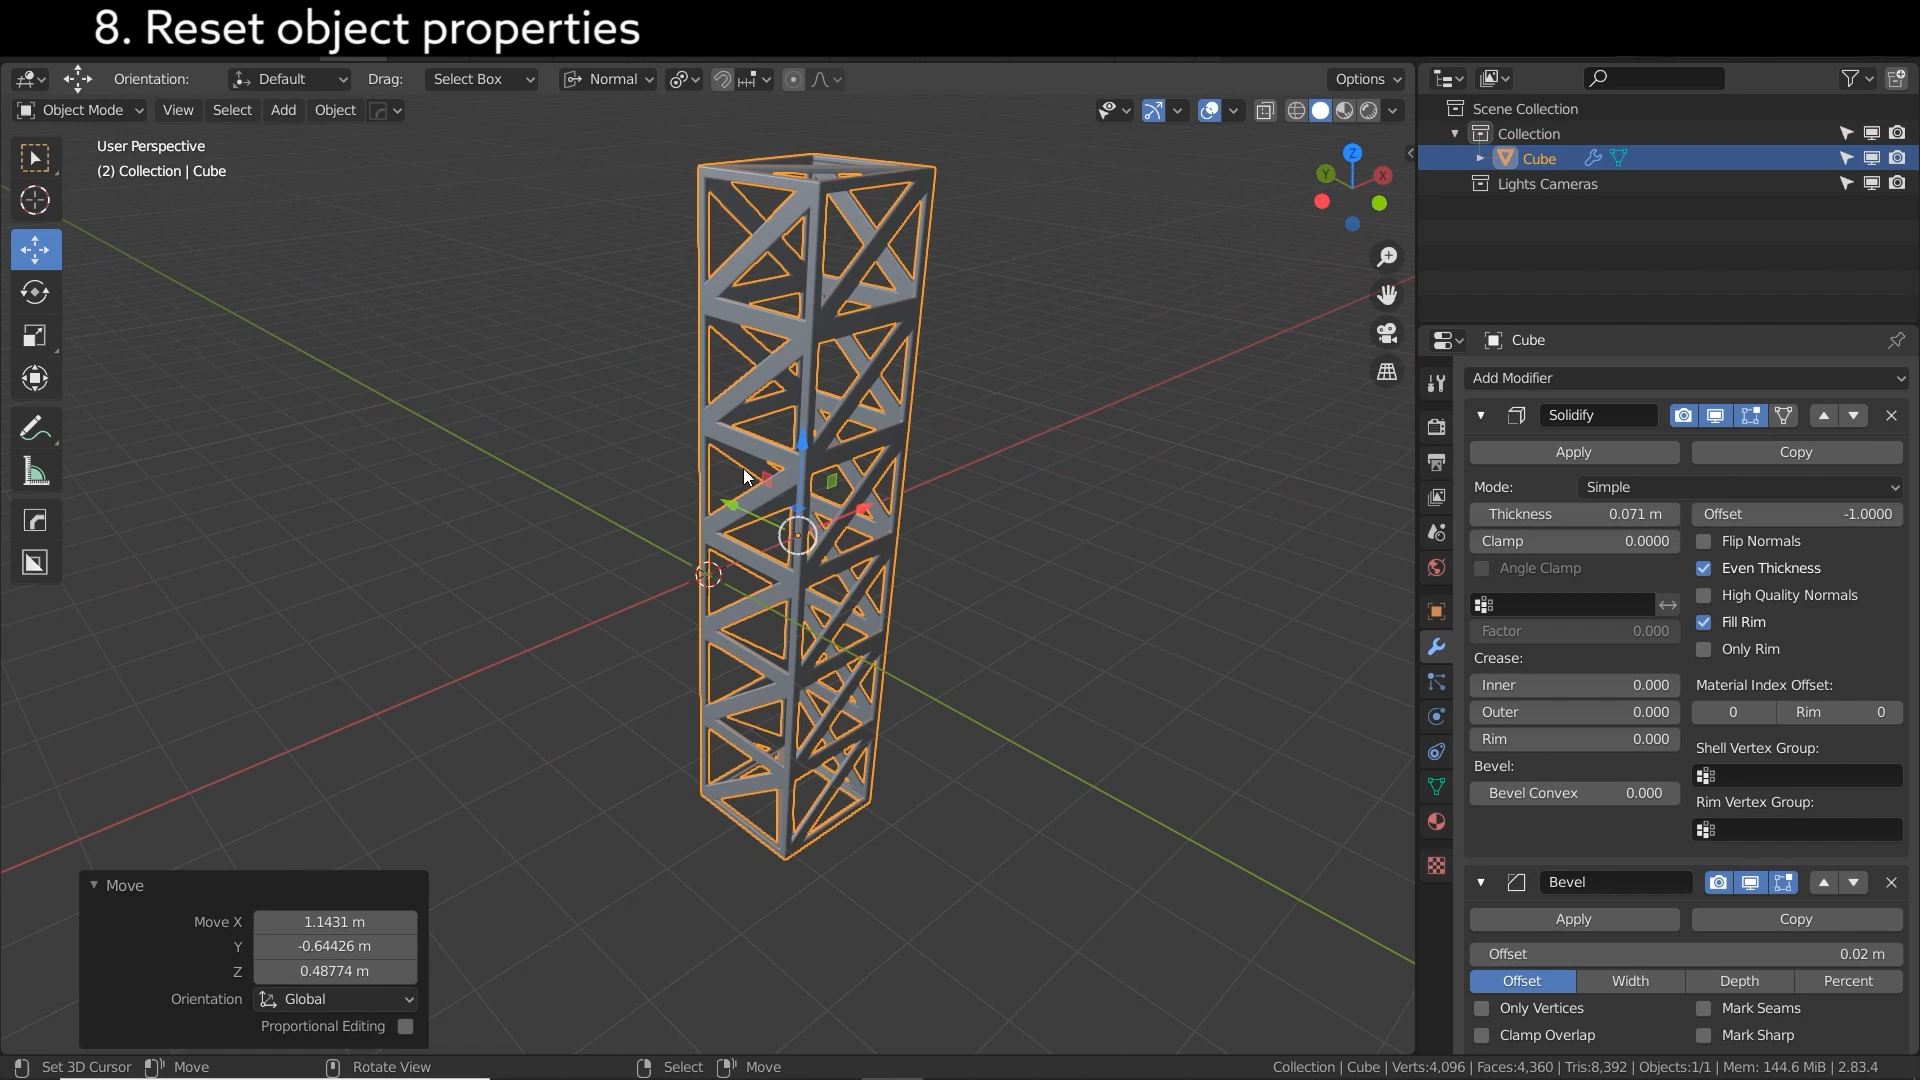 8. Reset object properties
Orientation: Default Drag: Select Box Normal Options
Object Mode View Select Add Object
User Perspective
(2) Collection | Cube
Z
Y
X
Scene Collection
Collection
Cube
Lights Cameras
Cube
Add Modifier
Solidify
Apply Copy
Mode: Simple
Thickness 0.071 m Offset -1.0000
Clamp 0.0000 Flip Normals
Angle Clamp Even Thickness
High Quality Normals
Factor 0.000 Fill Rim
Crease: Only Rim
Inner 0.000 Material Index Offset:
Outer 0.000 0 Rim 0
Rim 0.000 Shell Vertex Group:
Bevel:
Bevel Convex 0.000 Rim Vertex Group:
Bevel
Apply Copy
Offset 0.02 m
Offset Width Depth Percent
Only Vertices Mark Seams
Clamp Overlap Mark Sharp
Move
Move X 1.1431 m
Y -0.64426 m
Z 0.48774 m
Orientation Global
Proportional Editing
Set 3D Cursor Move Rotate View Select Move Collection | Cube | Verts:4,096 | Faces:4,360 | Tris:8,392 | Objects:1/1 | Mem: 144.6 MiB | 2.83.4